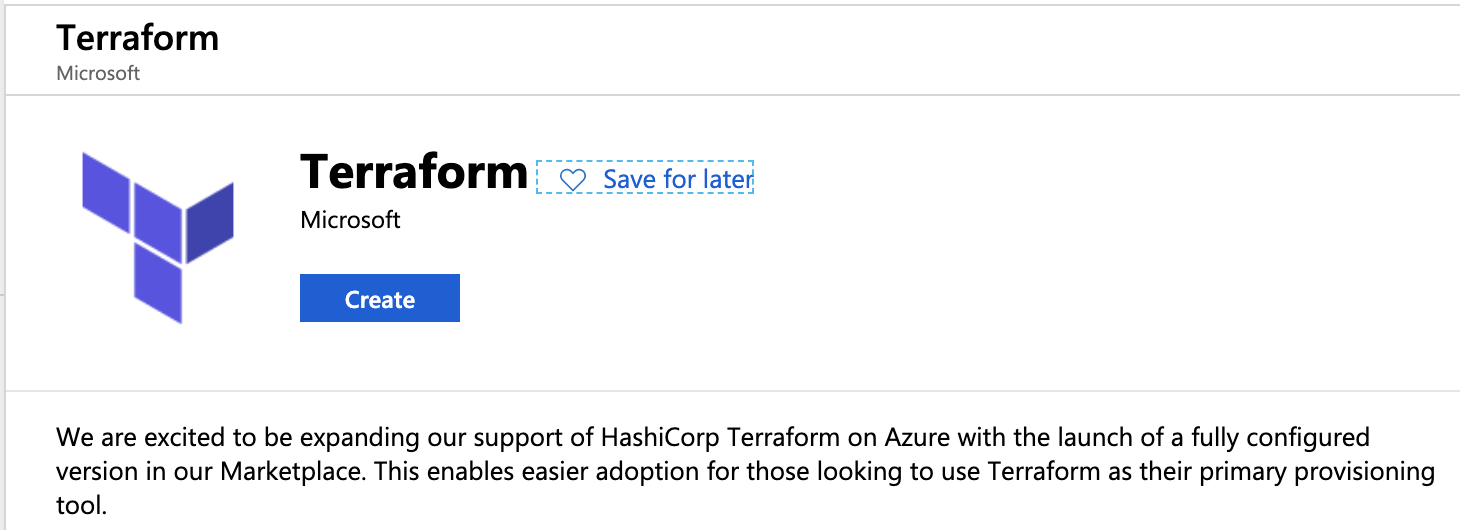 Terraform
Microsoft
Terraform
Save for later
Microsoft
Create
We are excited to be expanding our support of HashiCorp Terraform on Azure with the launch of a fully configured
version in our Marketplace. This enables easier adoption for those looking to use Terraform as their primary provisioning
tool.